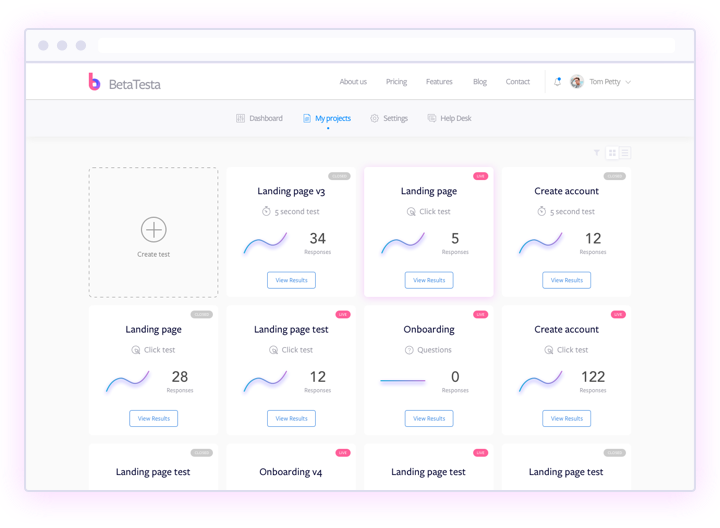 BetaTesta
About us Pricing Features Blog Contact Tom Petty
Dashboard My projects Settings Help Desk
Create test
CLOSED
Landing page v3
5 second test
34
Responses
View Results
LIVE
Landing page
Click test
5
Responses
View Results
CLOSED
Create account
5 second test
12
Responses
View Results
CLOSED
Landing page
Click test
28
Responses
View Results
LIVE
Landing page test
Click test
12
Responses
View Results
LIVE
Onboarding
Questions
0
Responses
View Results
LIVE
Create account
Click test
122
Responses
View Results
CLOSED
Landing page test
LIVE
Onboarding v4
LIVE
Landing page test
CLOSED
Landing page test